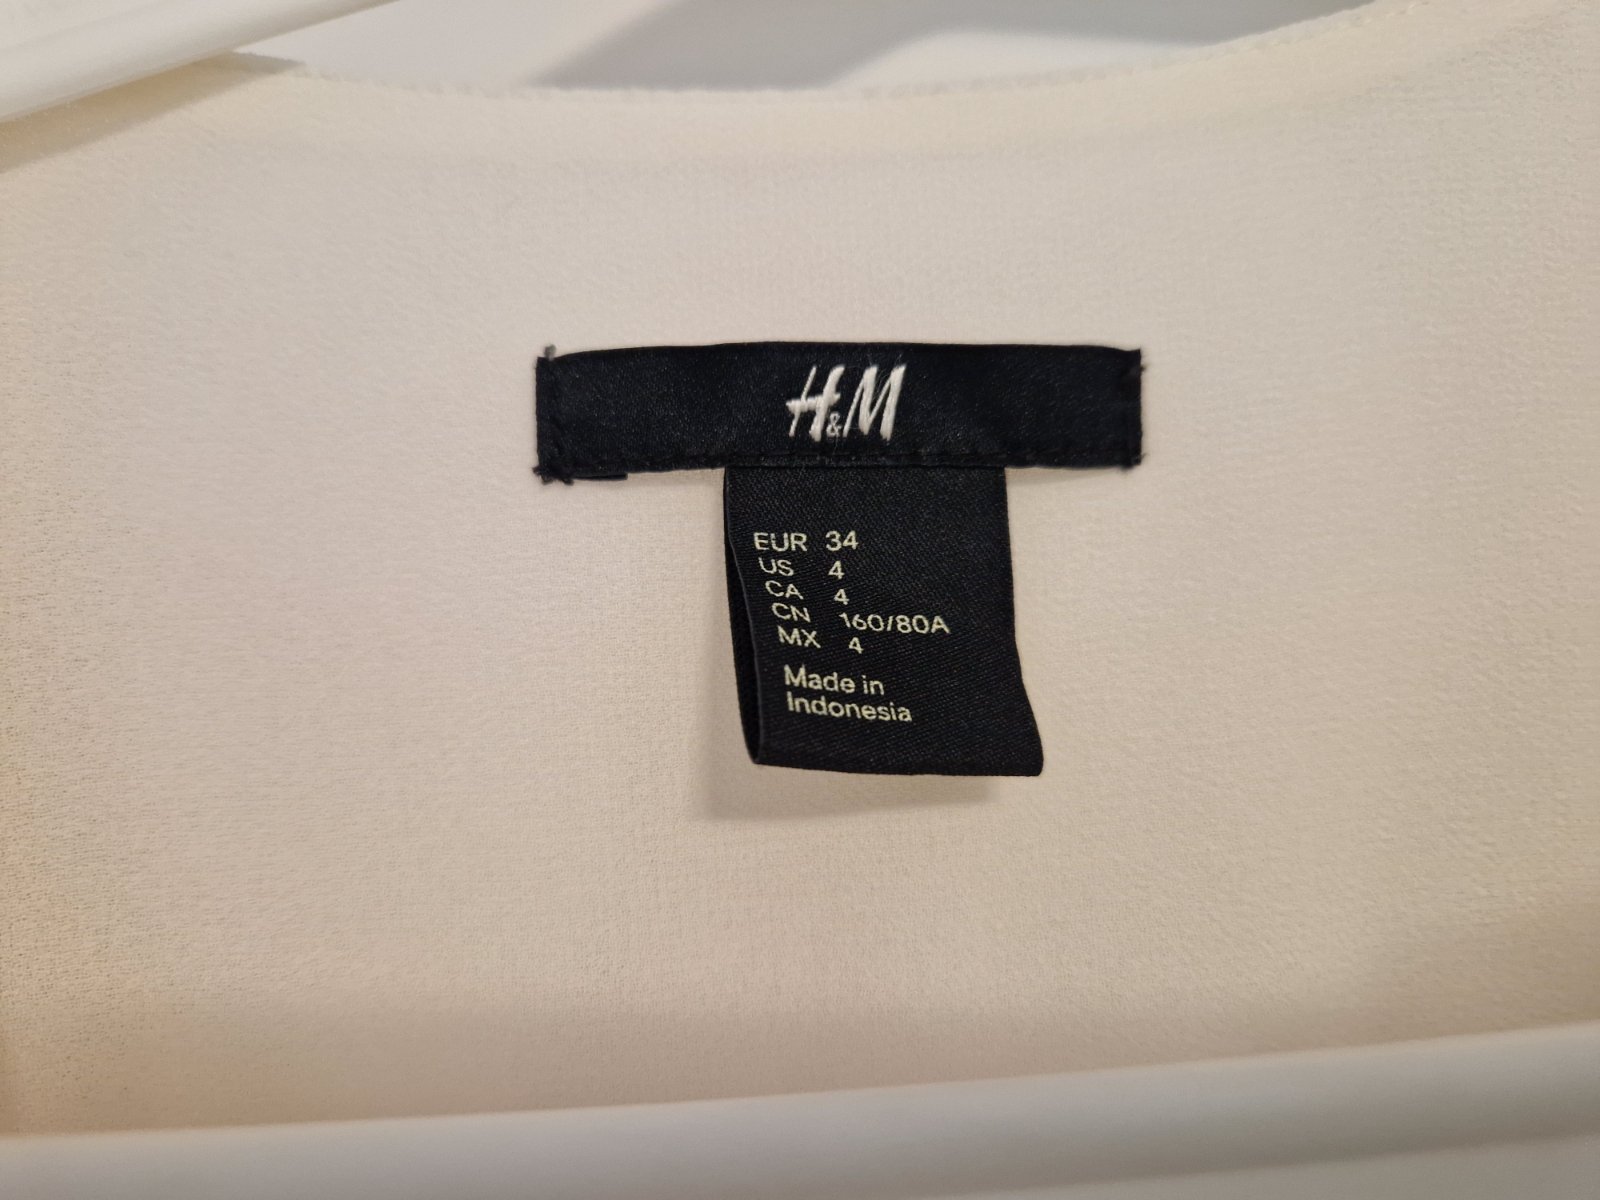 H&M
EUR 34
US 4
CA 4
CN 160/80A
MX 4
Made in
Indonesia